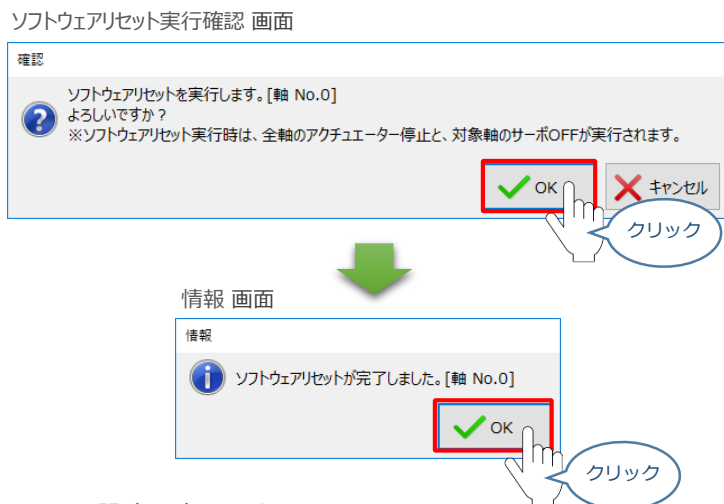 ソフトウェアリセット実行確認 画面
確認
ソフトウェアリセットを実行します。[軸 No.0]
よろしいですか？
※ソフトウェアリセット実行時は、全軸のアクチュエーター停止と、対象軸のサーボOFFが実行されます。
OK
キャンセル
クリック
情報 画面
情報
ソフトウェアリセットが完了しました。[軸 No.0]
OK
クリック